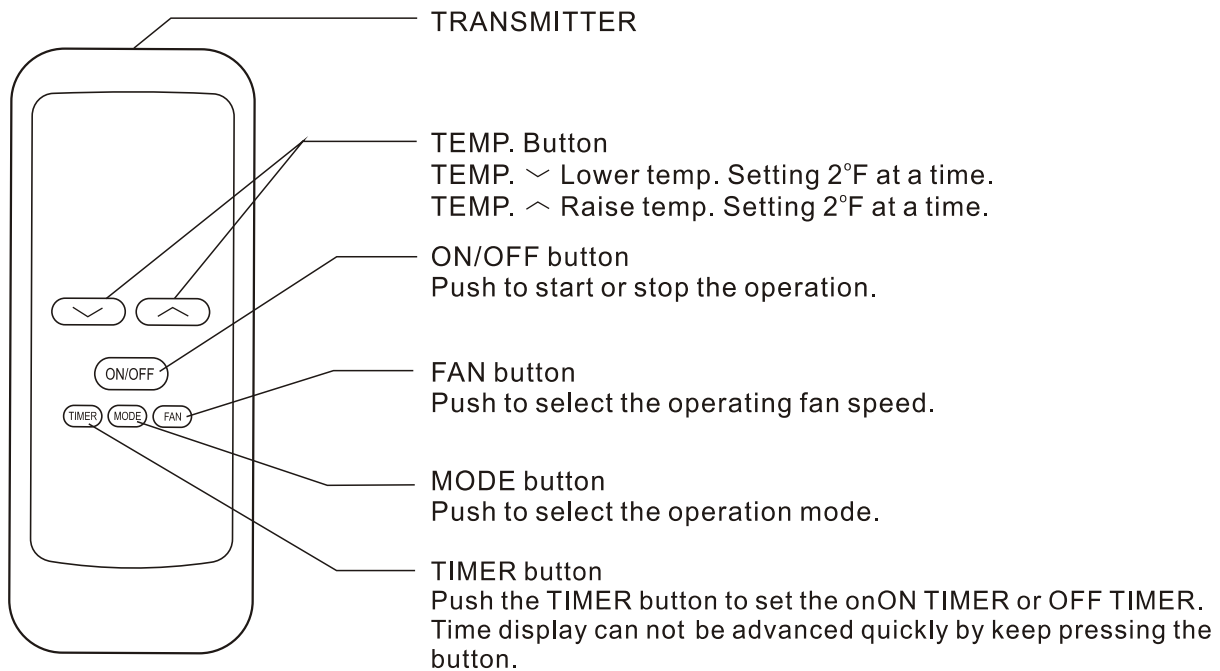 TRANSMITTER
TEMP. Button
TEMP. ﹀ Lower temp. Setting 2°F at a time.
TEMP. ︿ Raise temp. Setting 2°F at a time.
ON/OFF button
Push to start or stop the operation.
ON/OFF
FAN button
Push to select the operating fan speed.
TIMER MODE FAN
MODE button
Push to select the operation mode.
TIMER button
Push the TIMER button to set the onON TIMER or OFF TIMER.
Time display can not be advanced quickly by keep pressing the
button.